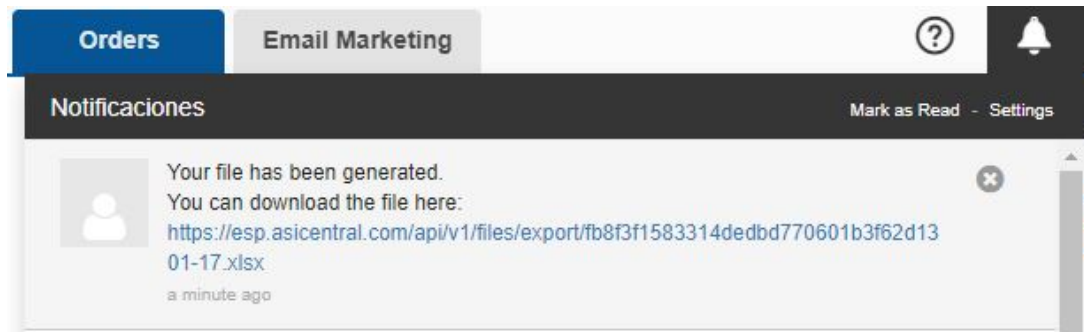 Orders Email Marketing
Notificaciones Mark as Read - Settings
Your file has been generated.
You can download the file here:
https://esp.asicentral.com/api/v1/files/export/fb8f3f1583314dedbd770601b3f62d13
01-17.xlsx
a minute ago